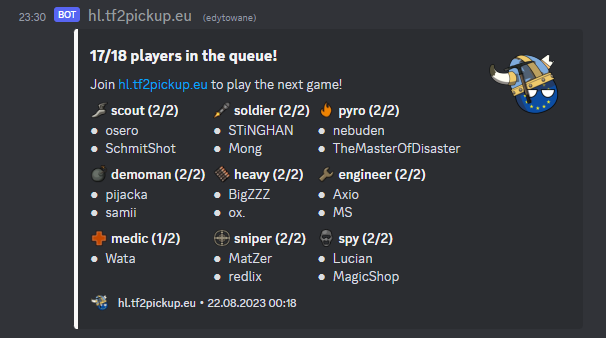 23:30 BOT hl.tf2pickup.eu (edytowane)
17/18 players in the queue!
Join hl.tf2pickup.eu to play the next game!
scout (2/2) soldier (2/2) pyro (2/2)
• osero • STiNGHAN • nebuden
• SchmitShot • Mong • TheMasterOfDisaster
demoman (2/2) heavy (2/2) engineer (2/2)
• pijacka • BigZZZ • Axio
• samii • ox. • MS
medic (1/2) sniper (2/2) spy (2/2)
• Wata • MatZer • Lucian
• redlix • MagicShop
hl.tf2pickup.eu • 22.08.2023 00:18